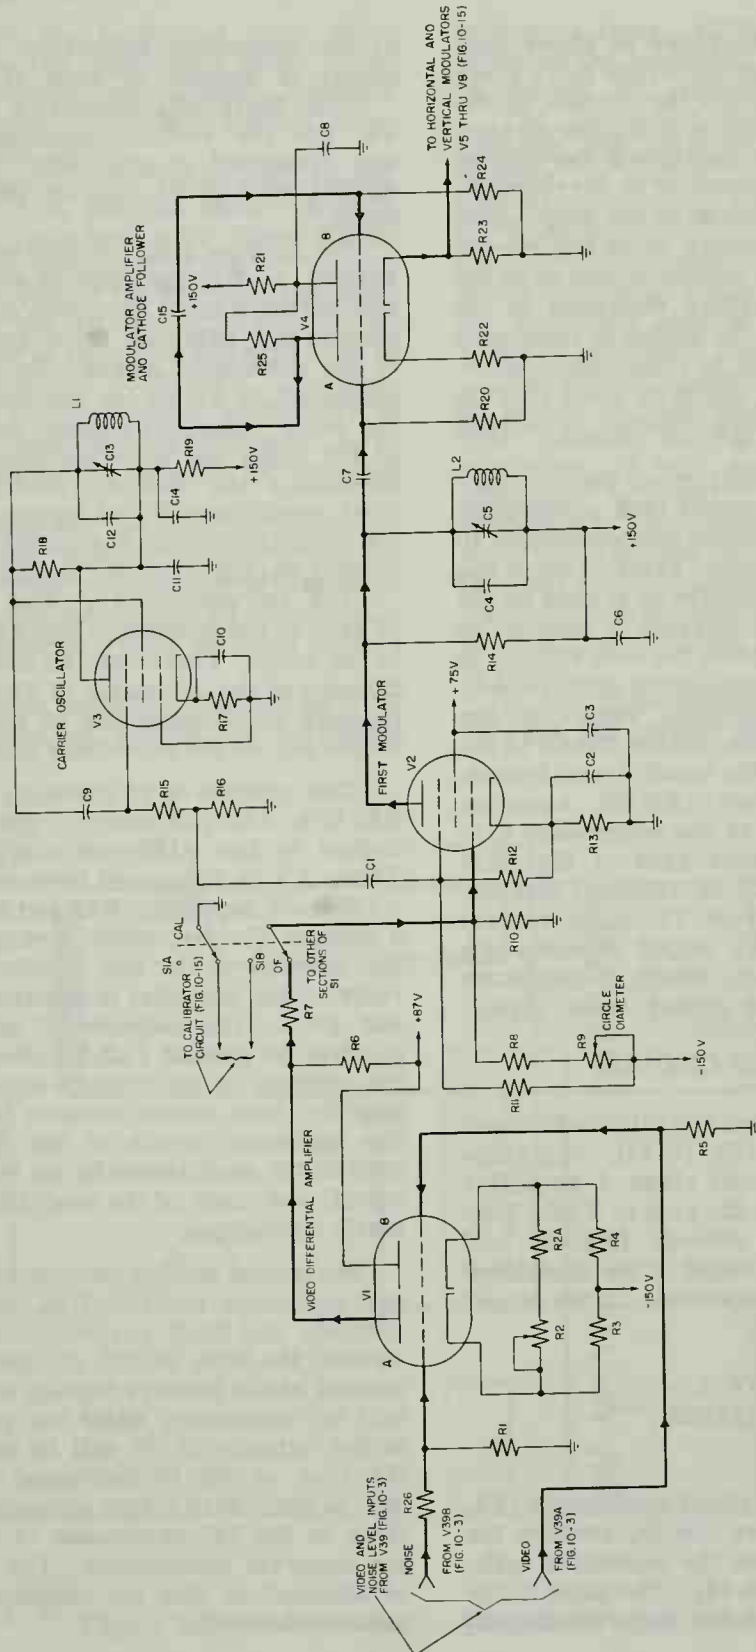 VIDEO AND
NOISE LEVEL INPUTS
FROM V39 (FIG.10-3)
NOISE
FROM V39B
(FIG.10-3)
VIDEO
FROM V39A
(FIG.10-3)
R26
R1
A
V1
B
VIDEO DIFFERENTIAL AMPLIFIER
R2
R2A
R3
R4
-150V
R5
R6
+87V
R7
TO CALIBRATOR
CIRCUIT (FIG.10-15)
S1A
CAL
S1B
OP
TO OTHER
SECTIONS OF
S1
R8
R11
R9
CIRCLE
DIAMETER
-150V
R10
R12
C1
CARRIER OSCILLATOR
V3
C9
R15
R16
R17
C10
R18
C11
C12
C13
L1
C14
R19
+150V
FIRST MODULATOR
V2
+75V
R13
C2
C3
R14
C4
C5
L2
C6
+150V
C7
MODULATOR AMPLIFIER
AND CATHODE FOLLOWER
C15
+150V
R21
R25
V4
A
B
C8
R20
R22
R23
R24
TO HORIZONTAL AND
VERTICAL MODULATORS
V5 THRU V8 (FIG.10-15)